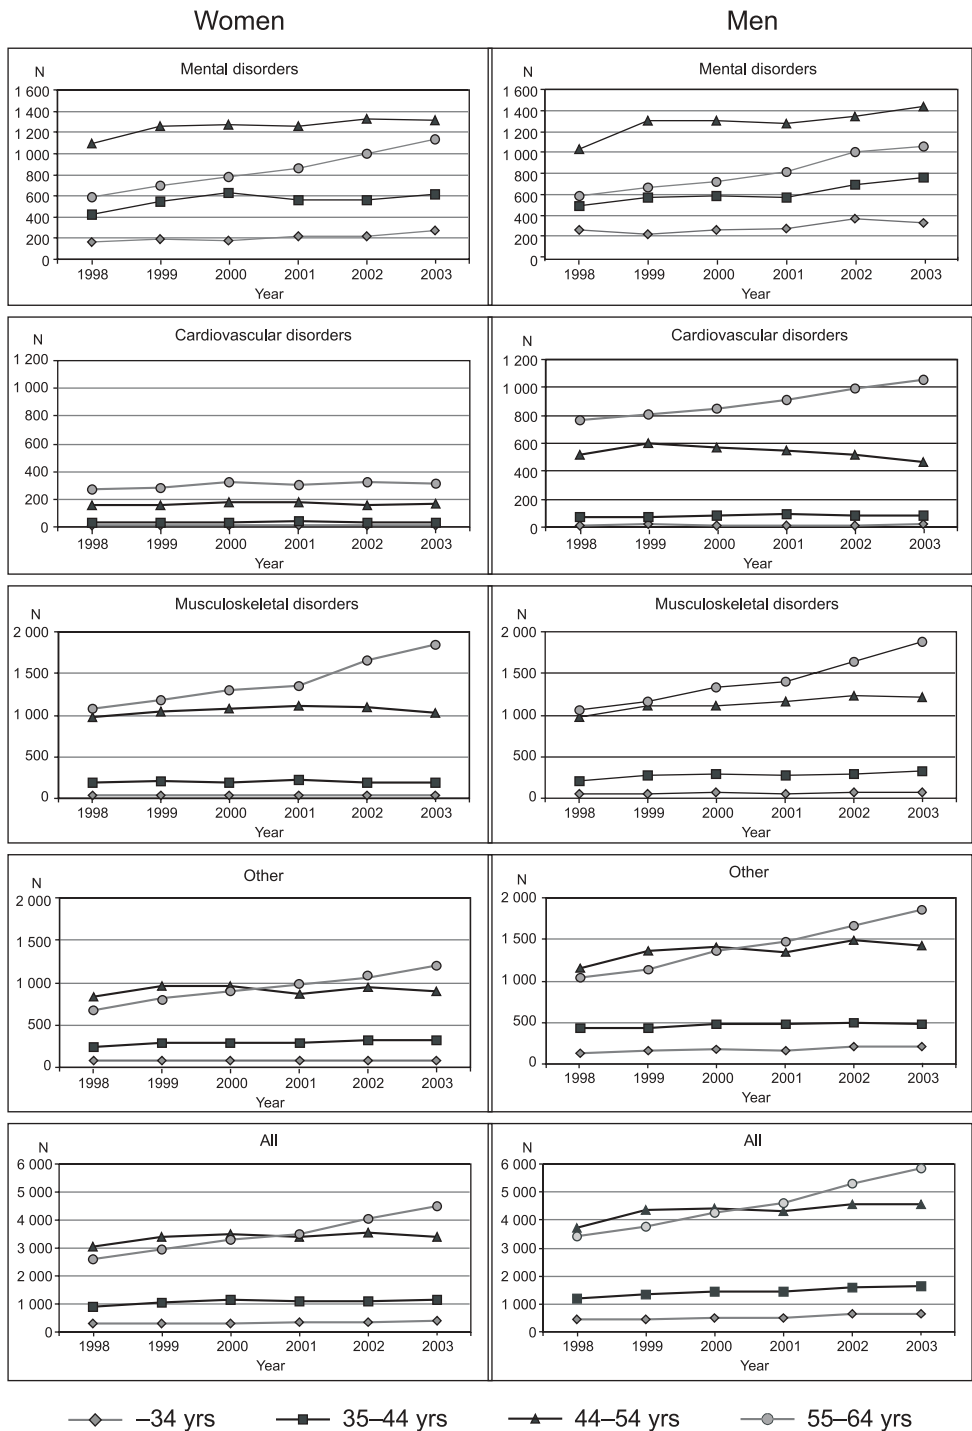 Women Men
Mental disorders
N
1 600
1 400
1 200
1 000
800
600
400
200
0
1998 1999 2000 2001 2002 2003
Year
Mental disorders
N
1 600
1 400
1 200
1 000
800
600
400
200
0
1998 1999 2000 2001 2002 2003
Year
Cardiovascular disorders
N
1 200
1 000
800
600
400
200
0
1998 1999 2000 2001 2002 2003
Year
Cardiovascular disorders
N
1 200
1 000
800
600
400
200
0
1998 1999 2000 2001 2002 2003
Year
Musculoskeletal disorders
N
2 000
1 500
1 000
500
0
1998 1999 2000 2001 2002 2003
Year
Musculoskeletal disorders
N
2 000
1 500
1 000
500
0
1998 1999 2000 2001 2002 2003
Year
Other
N
2 000
1 500
1 000
500
0
1998 1999 2000 2001 2002 2003
Year
Other
N
2 000
1 500
1 000
500
0
1998 1999 2000 2001 2002 2003
Year
All
N
6 000
5 000
4 000
3 000
2 000
1 000
0
1998 1999 2000 2001 2002 2003
Year
All
N
6 000
5 000
4 000
3 000
2 000
1 000
0
1998 1999 2000 2001 2002 2003
Year
–34 yrs 35–44 yrs 44–54 yrs 55–64 yrs